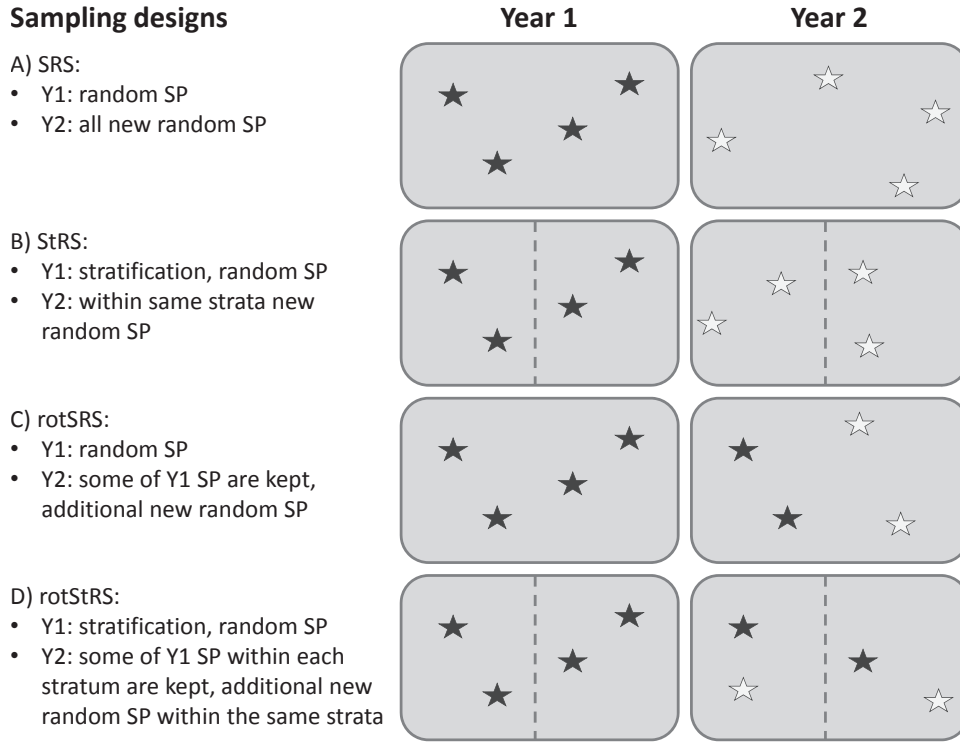 Sampling designs Year 1 Year 2
A) SRS:
• Y1: random SP
• Y2: all new random SP
B) StRS:
• Y1: stratification, random SP
• Y2: within same strata new
random SP
C) rotSRS:
• Y1: random SP
• Y2: some of Y1 SP are kept,
additional new random SP
D) rotStRS:
• Y1: stratification, random SP
• Y2: some of Y1 SP within each
stratum are kept, additional new
random SP within the same strata